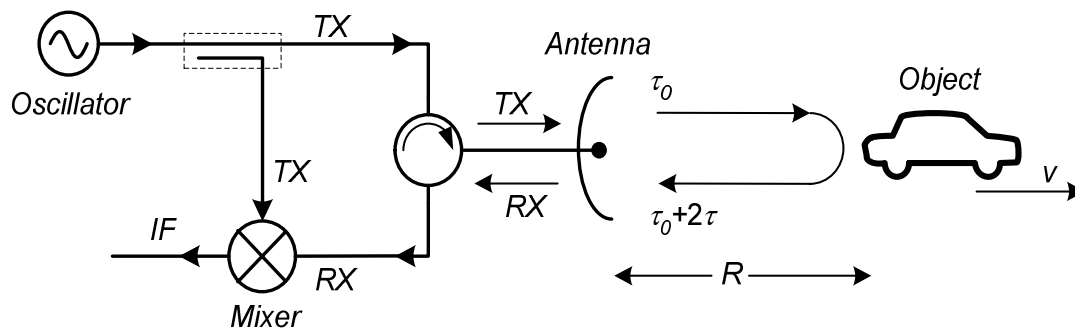 TX
Antenna
Oscillator
τ0
Object
TX
TX
RX
v
IF
τ0+2τ
RX
R
Mixer